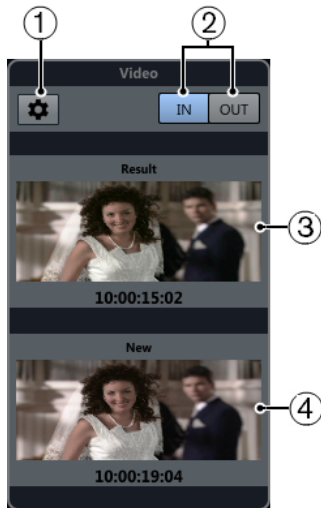 ① ②
Video
IN OUT
Result
③
10:00:15:02
New
④
10:00:19:04